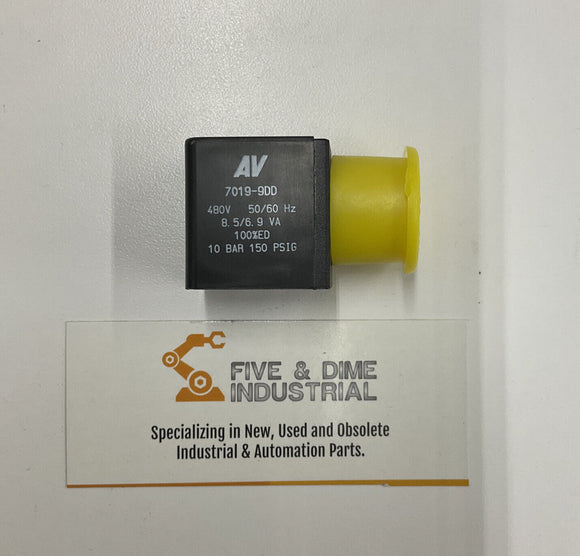 AV
7019-9DD
480V 50/60 Hz
8.5/6.9 VA
100%ED
10 BAR 150 PSIG
FIVE & DIME
INDUSTRIAL
Specializing in New, Used and Obsolete
Industrial & Automation Parts.